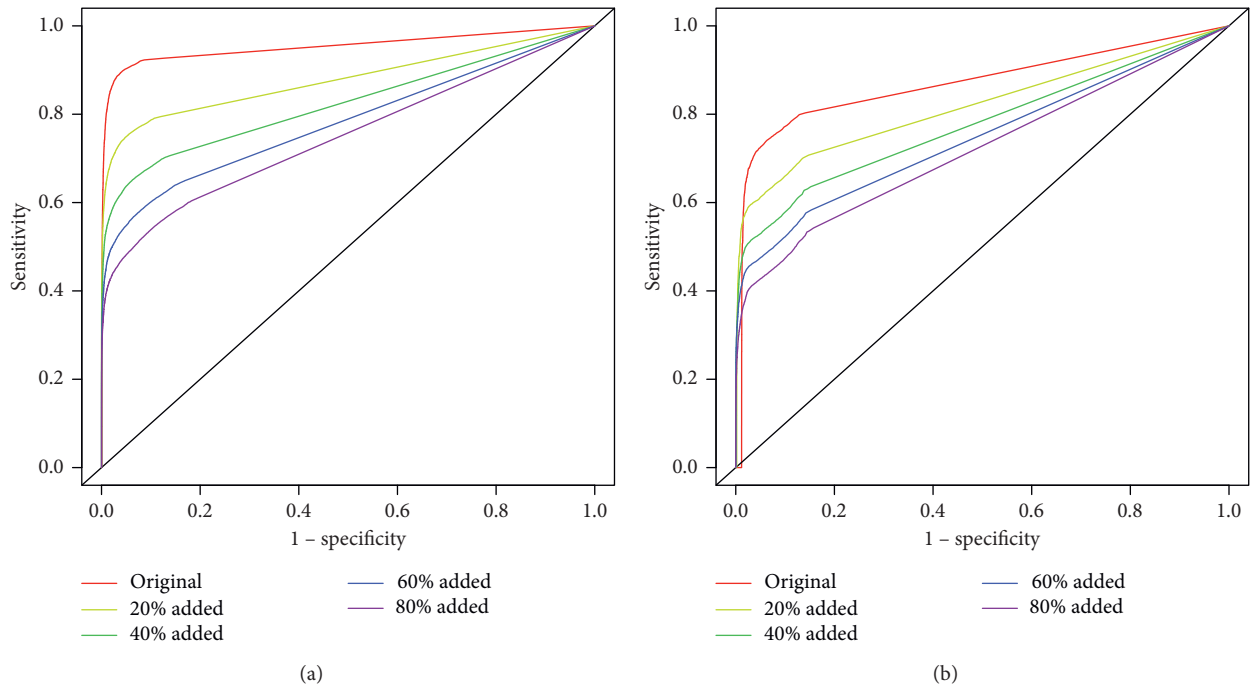 1.0
0.8
0.6
0.4
0.2
0.0
Sensitivity
0.0 0.2 0.4 0.6 0.8 1.0
1 – specificity
Original
20% added
40% added
60% added
80% added
(a)
1.0
0.8
0.6
0.4
0.2
0.0
Sensitivity
0.0 0.2 0.4 0.6 0.8 1.0
1 – specificity
Original
20% added
40% added
60% added
80% added
(b)